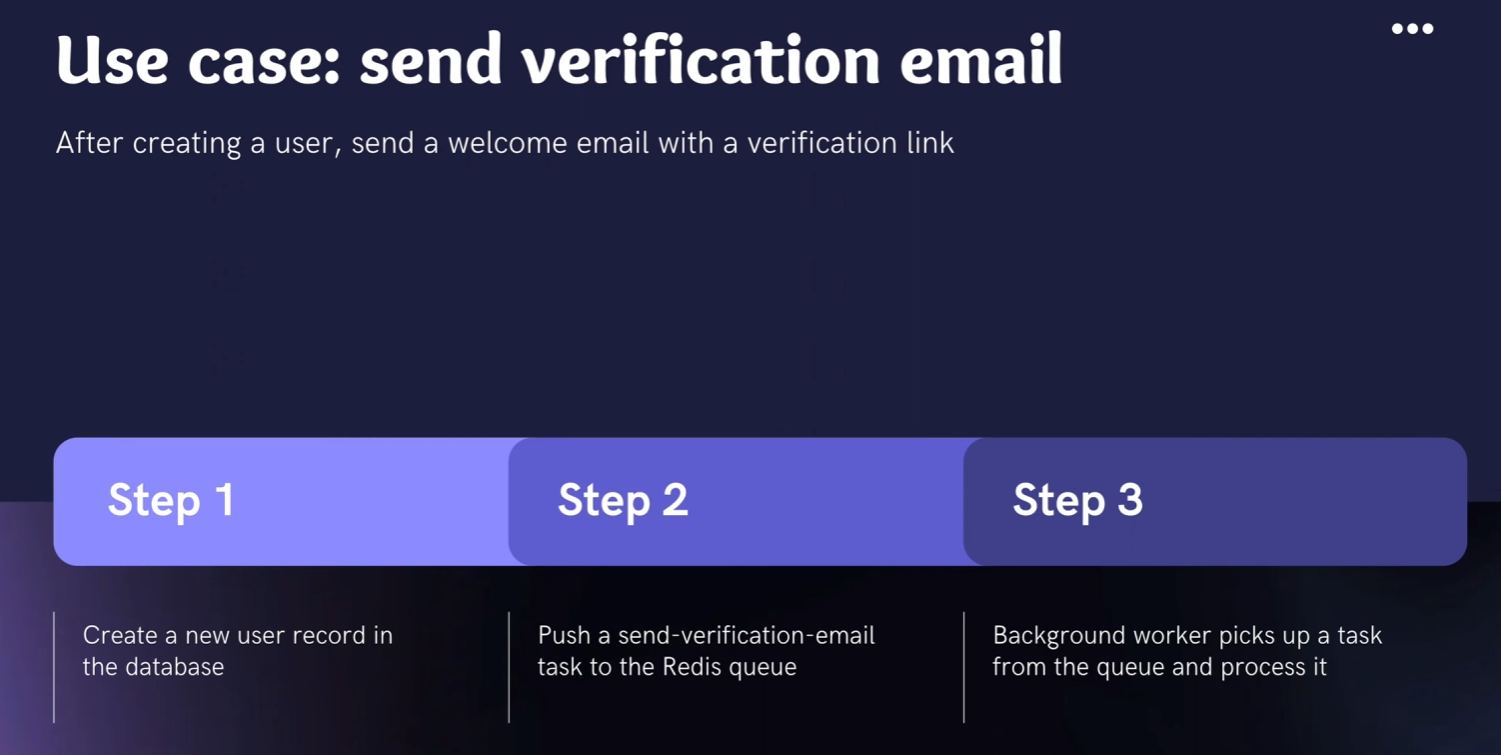 Use case: send verification email
After creating a user, send a welcome email with a verification link
Step 1
Step 2
Step 3
Create a new user record in
the database
Push a send-verification-email
task to the Redis queue
Background worker picks up a task
from the queue and process it